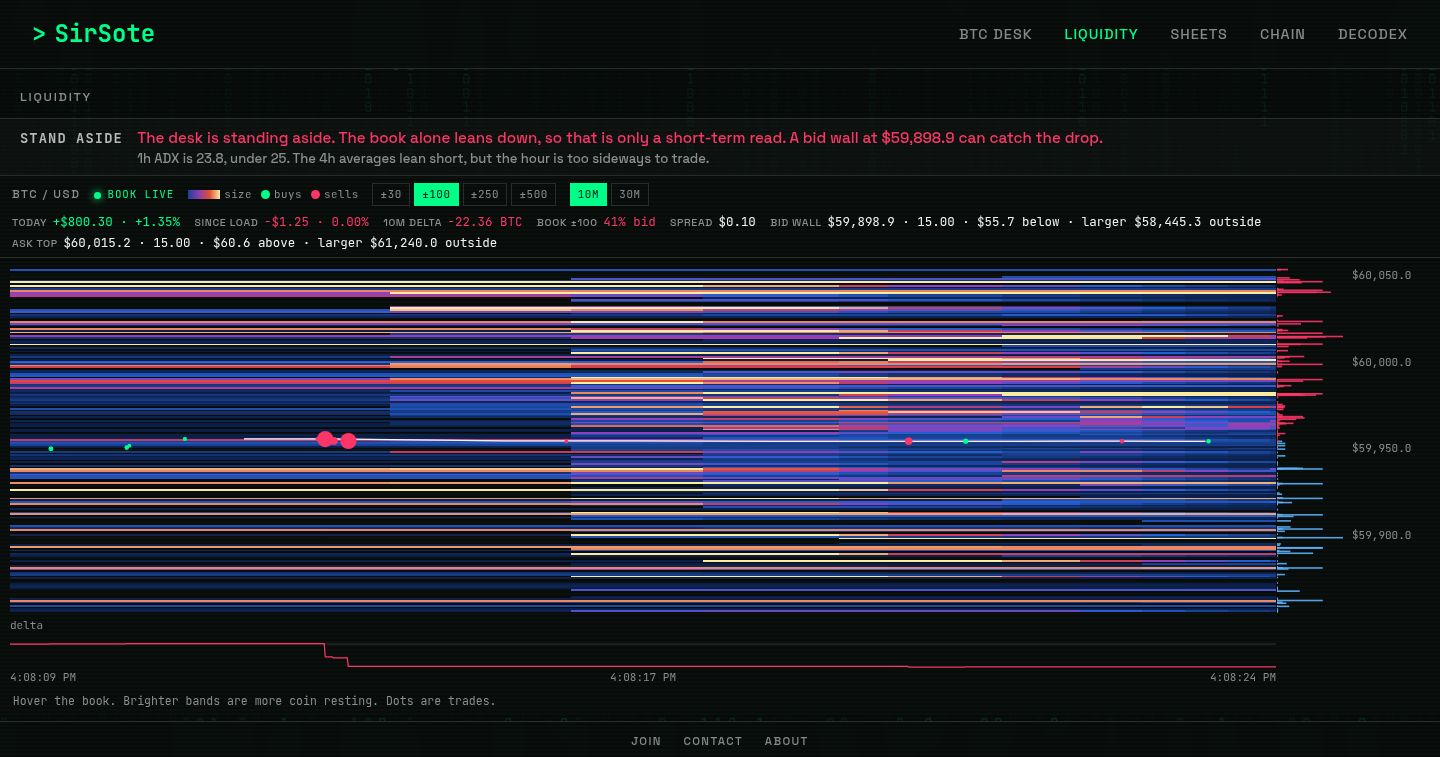 > SirSote
BTC DESK LIQUIDITY SHEETS CHAIN DECODEX
LIQUIDITY
STAND ASIDE The desk is standing aside. The book alone leans down, so that is only a short-term read. A bid wall at $59,898.9 can catch the drop.
1h ADX is 23.8, under 25. The 4h averages lean short, but the hour is too sideways to trade.
BTC / USD BOOK LIVE size buys sells ±30 ±100 ±250 ±500 10M 30M
TODAY +$800.30 · +1.35% SINCE LOAD -$1.25 · 0.00% 10M DELTA -22.36 BTC BOOK ±100 41% bid SPREAD $0.10 BID WALL $59,898.9 · 15.00 · $55.7 below · larger $58,445.3 outside
ASK TOP $60,015.2 · 15.00 · $60.6 above · larger $61,240.0 outside
$60,050.0
$60,000.0
$59,950.0
$59,900.0
delta
4:08:09 PM 4:08:17 PM 4:08:24 PM
Hover the book. Brighter bands are more coin resting. Dots are trades.
JOIN CONTACT ABOUT